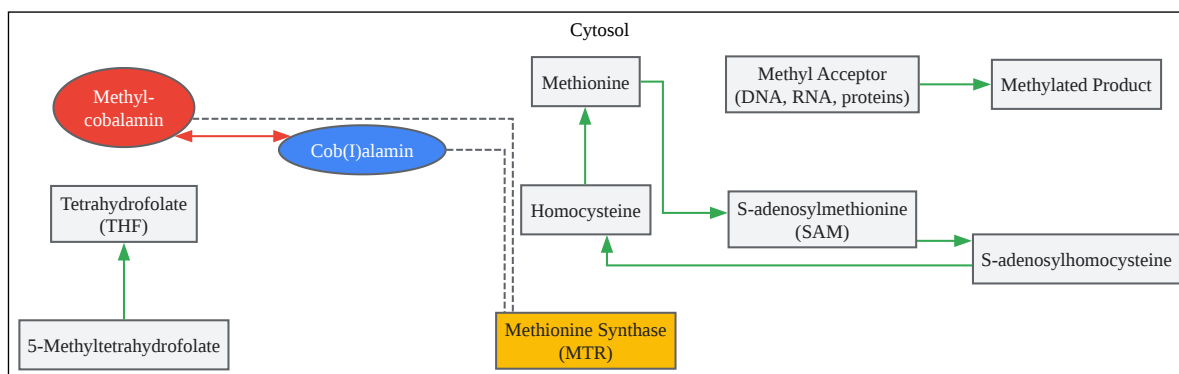 Cytosol
Methyl-
cobalamin
Cob(I)alamin
Tetrahydrofolate
(THF)
5-Methyltetrahydrofolate
Methionine
Homocysteine
Methionine Synthase
(MTR)
Methyl Acceptor
(DNA, RNA, proteins)
Methylated Product
S-adenosylmethionine
(SAM)
S-adenosylhomocysteine